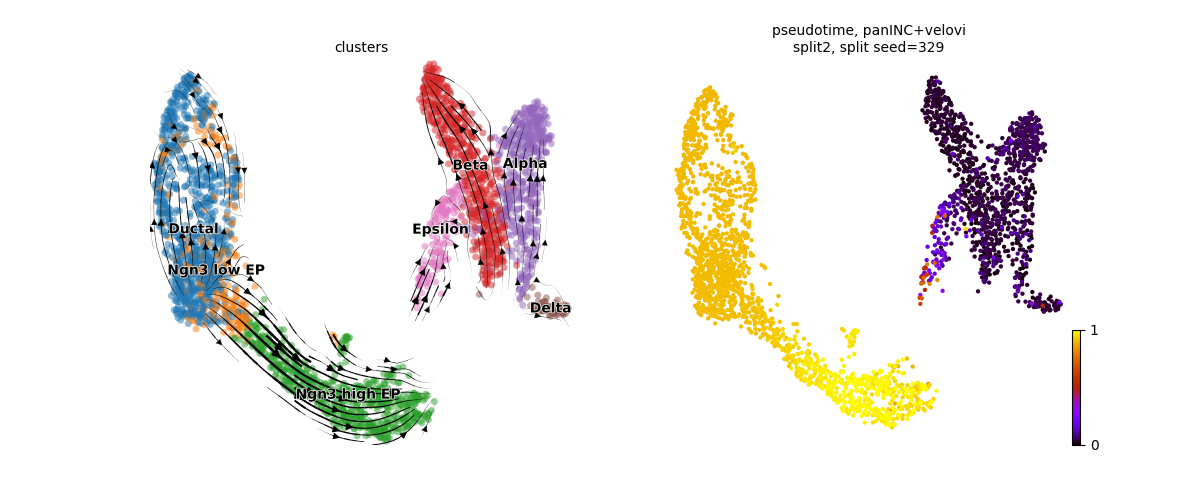 clusters
pseudotime, panINC+velovi
split2, split seed=329
Beta
Alpha
Ductal
Epsilon
Ngn3 low EP
Delta
Ngn3 high EP
1
0